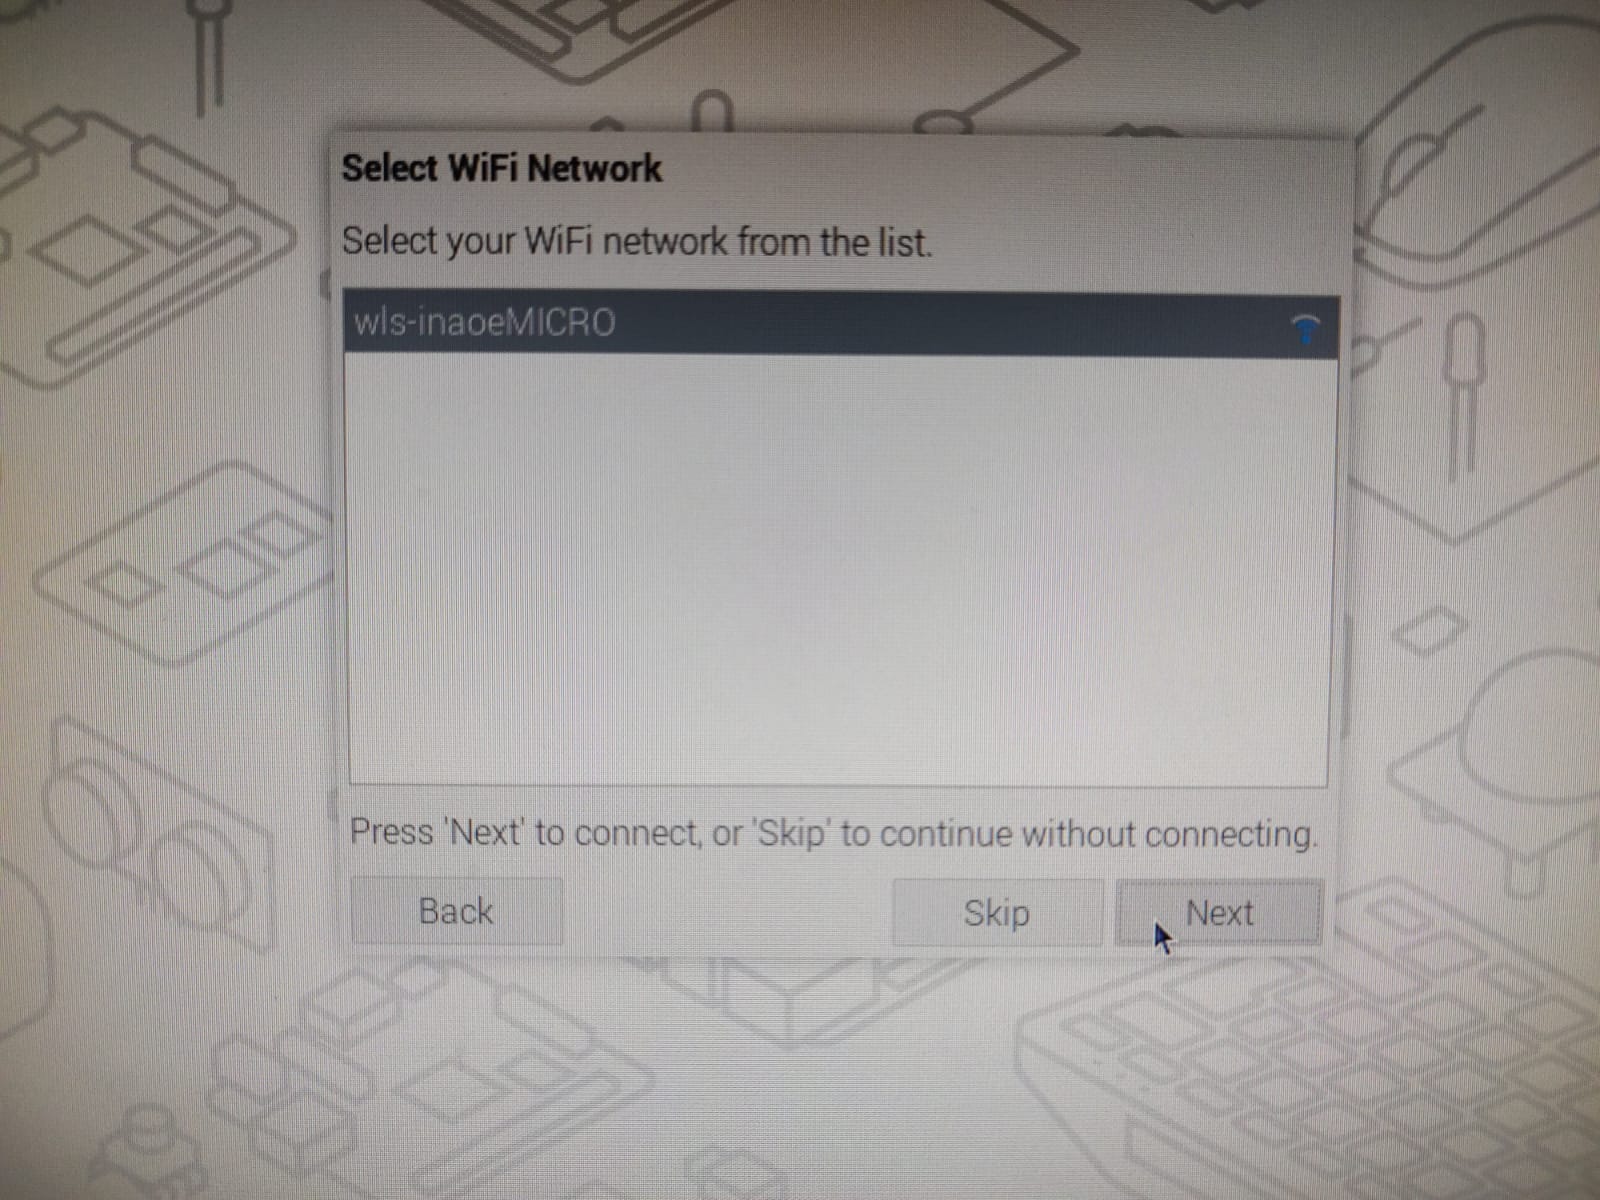 Select WiFi Network
Select your WiFi network from the list.
wls-inaoeMICRO
Press 'Next' to connect, or 'Skip' to continue without connecting.
Back
Skip
Next